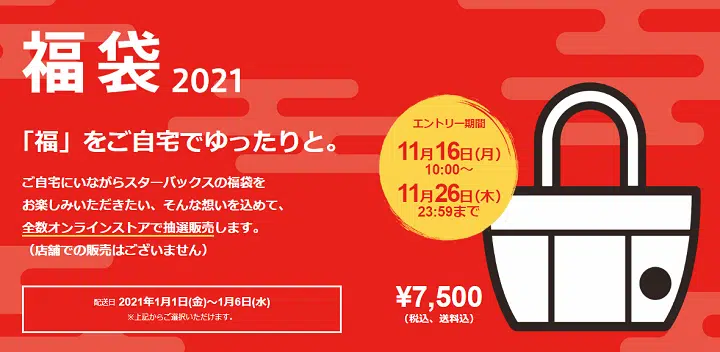 福袋 2021
「福」をご自宅でゆったりと。
ご自宅にいながらスターバックスの福袋を
お楽しみいただきたい、そんな想いを込めて、
全数オンラインストアで抽選販売します。
（店舗での販売はございません）
エントリー期間
11月16日(月)
10:00〜
11月26日(木)
23:59まで
配送日 2021年1月1日(金)〜1月6日(水)
※上記からご選択いただけます。
¥7,500
（税込、送料込）